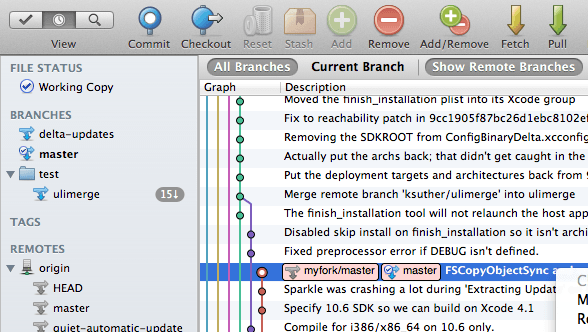 View Commit Checkout Reset Stash Add Remove Add/Remove Fetch Pull
All Branches Current Branch Show Remote Branches
FILE STATUS
Working Copy
BRANCHES
delta-updates
master
test
ulimerge 15↓
TAGS
REMOTES
origin
HEAD
master
quiet-automatic-update
Graph Description
Moved the finish_installation plist into its Xcode group
Fix to reachability patch in 9cc1905f87bc26d1ebc8102ef
Removing the SDKROOT from ConfigBinaryDelta.xcconfig
Actually put the archs back; that didn't get caught in the
Put the deployment targets and architectures back from
Merge remote branch 'ksuther/ulimerge' into ulimerge
The finish_installation tool will not relaunch the host app
Disabled skip install on finish_installation so it isn't archi
Fixed preprocessor error if DEBUG isn't defined.
myfork/master master FSCopyObjectSync
Sparkle was crashing a lot during 'Extracting Updat
Specify 10.6 SDK so we can build on Xcode 4.1
Compile for i386/x86_64 on 10.6 only.